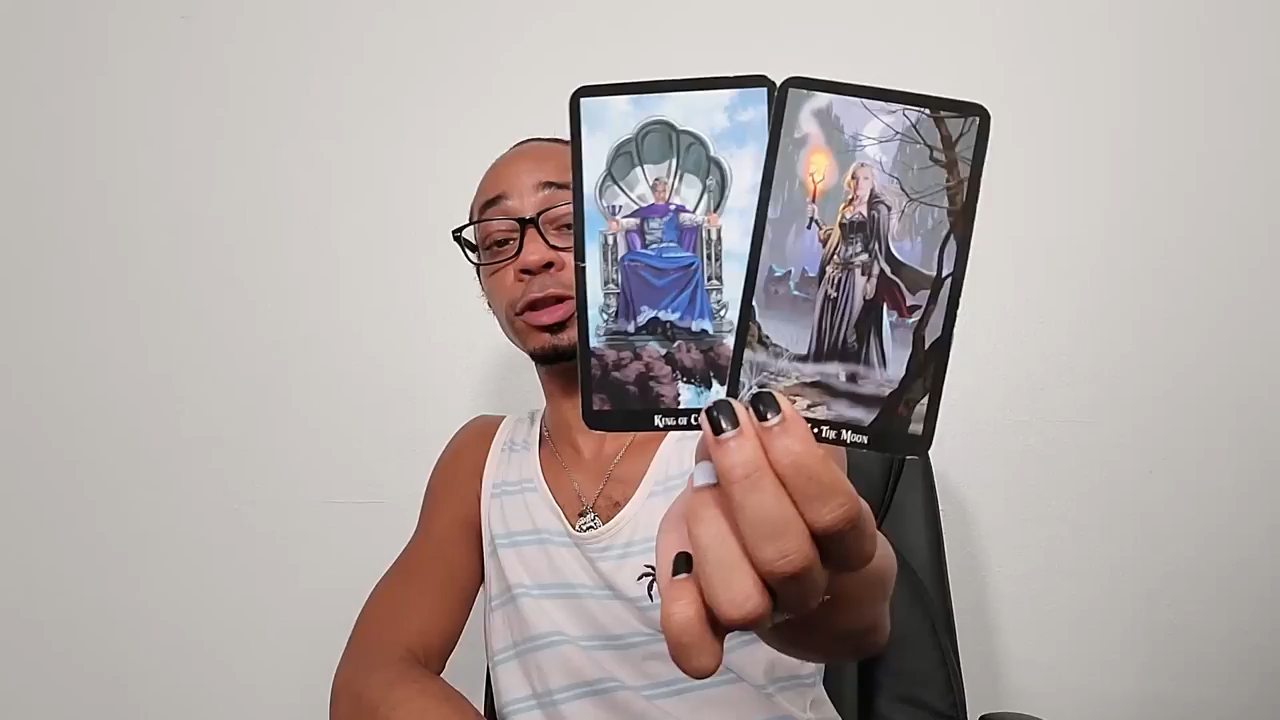 King of C
• The Moon